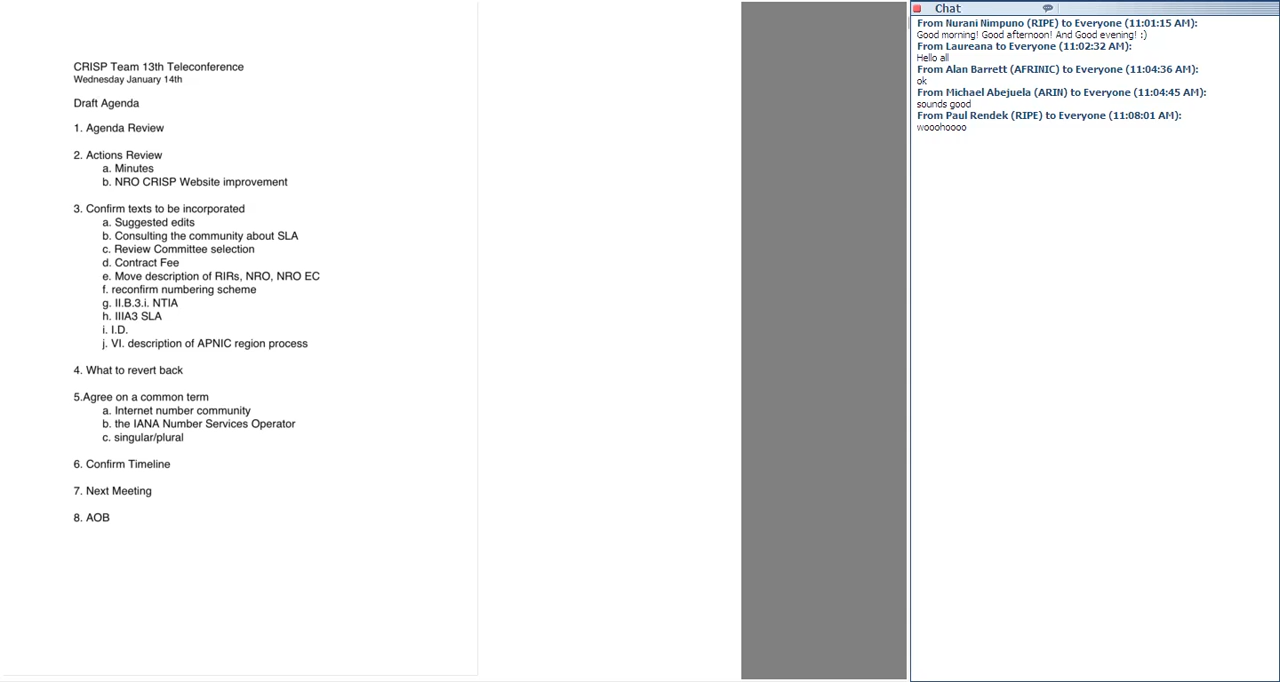 CRISP Team 13th Teleconference
Wednesday January 14th
Draft Agenda
1. Agenda Review
2. Actions Review
a. Minutes
b. NRO CRISP Website improvement
3. Confirm texts to be incorporated
a. Suggested edits
b. Consulting the community about SLA
c. Review Committee selection
d. Contract Fee
e. Move description of RIRs, NRO, NRO EC
f. reconfirm numbering scheme
g. II.B.3.i. NTIA
h. IIIA3 SLA
i. I.D.
j. VI. description of APNIC region process
4. What to revert back
5.Agree on a common term
a. Internet number community
b. the IANA Number Services Operator
c. singular/plural
6. Confirm Timeline
7. Next Meeting
8. AOB
Chat
From Nurani Nimpuno (RIPE) to Everyone (11:01:15 AM):
Good morning! Good afternoon! And Good evening! :)
From Laureana to Everyone (11:02:32 AM):
Hello all
From Alan Barrett (AFRINIC) to Everyone (11:04:36 AM):
ok
From Michael Abejuela (ARIN) to Everyone (11:04:45 AM):
sounds good
From Paul Rendek (RIPE) to Everyone (11:08:01 AM):
wooohoooo